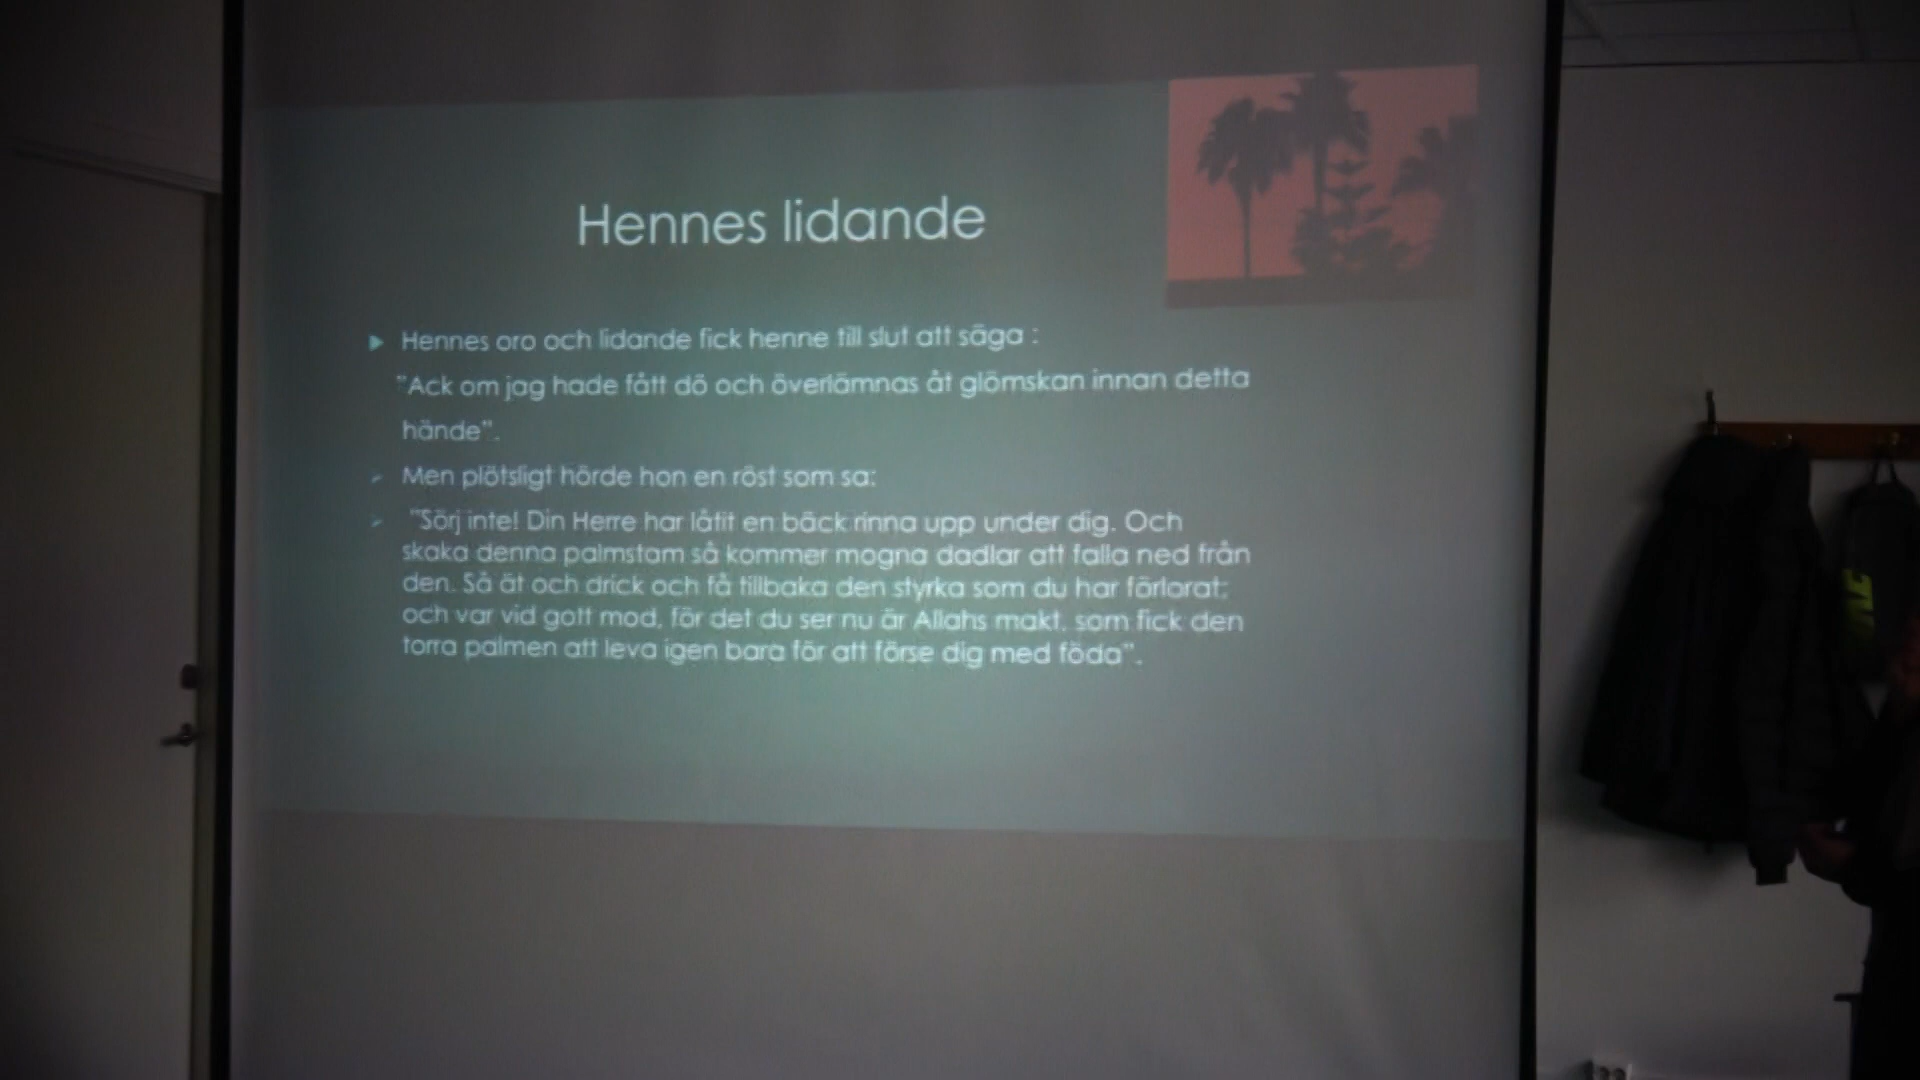 Hennes lidande
Hennes oro och lidande fick henne till slut att säga :
"Ack om jag hade fått dö och överlämnas åt glömskan innan detta
hände".
Men plötsligt hörde hon en röst som sa:
"Sörj inte! Din Herre har låtit en bäck rinna upp under dig. Och
skaka denna palmstam så kommer mogna dadlar att falla ned från
den. Så ät och drick och få tillbaka den styrka som du har förlorat;
och var vid gott mod, för det du ser nu är Allahs makt, som fick den
torra palmen att leva igen bara för att förse dig med föda".